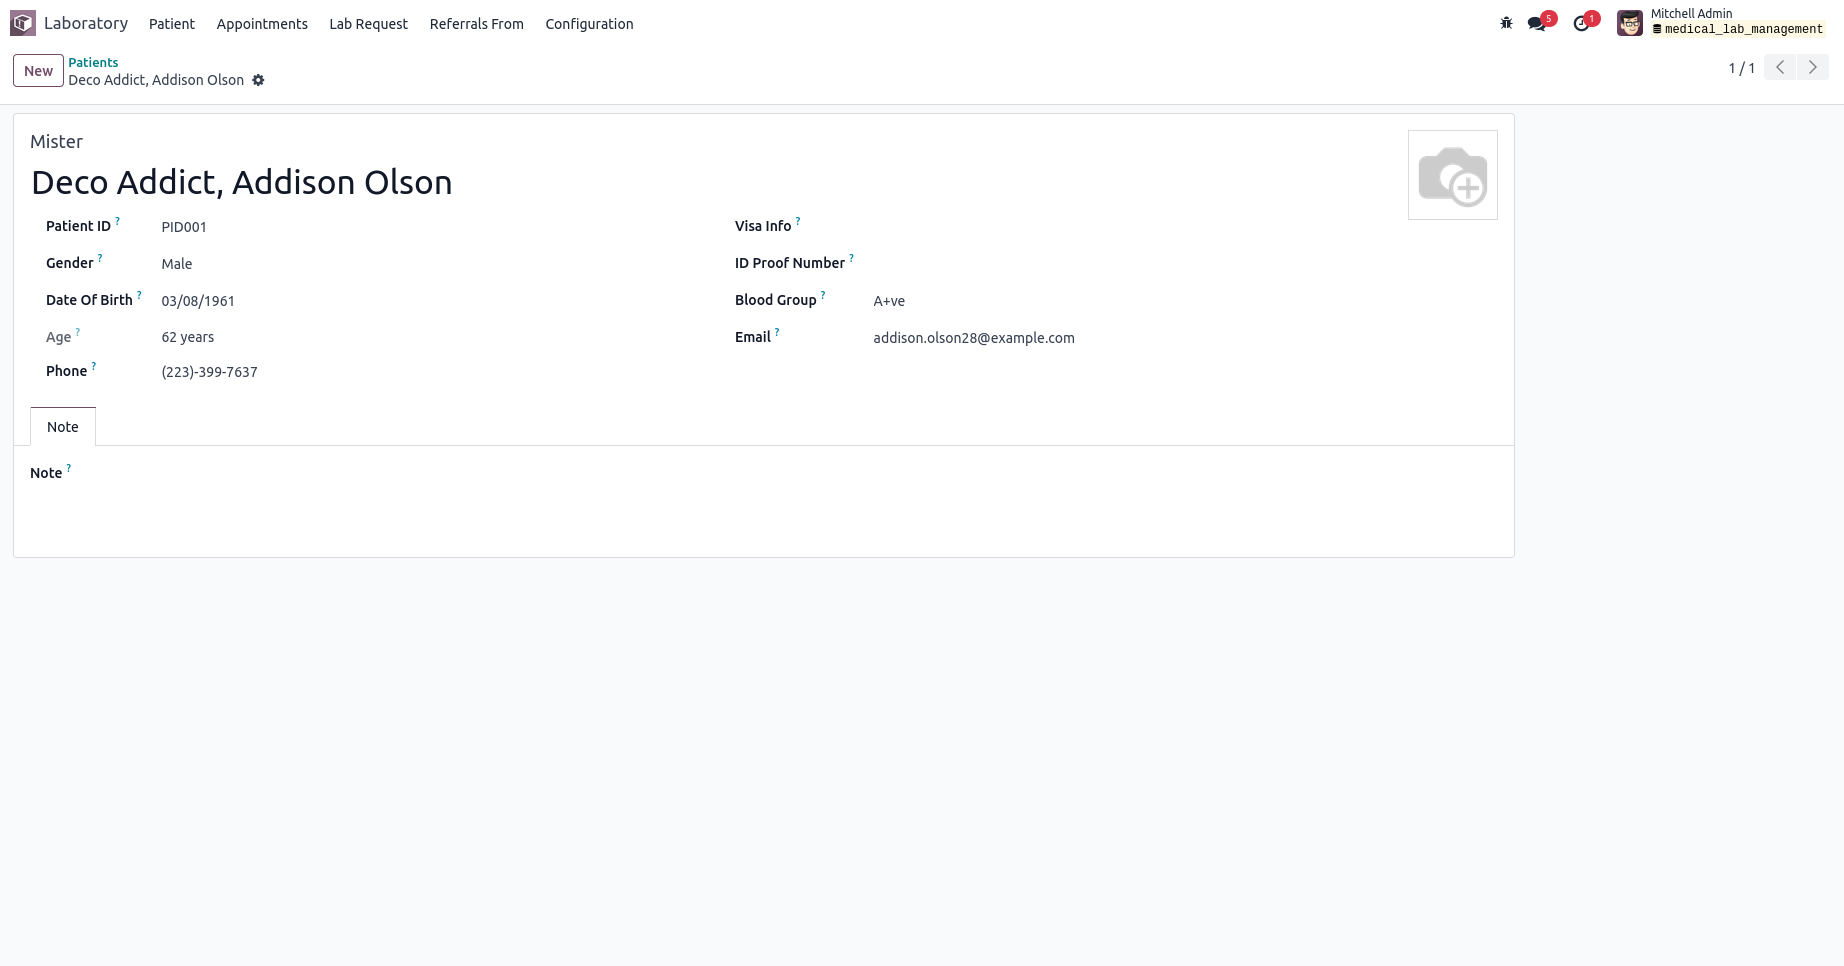 Laboratory Patient Appointments Lab Request Referrals From Configuration 5 1 Mitchell Admin
medical_lab_management
New Patients
Deco Addict, Addison Olson 1 / 1
Mister
Deco Addict, Addison Olson
Patient ID ? PID001 Visa Info ?
Gender ? Male ID Proof Number ?
Date Of Birth ? 03/08/1961 Blood Group ? A+ve
Age ? 62 years Email ? addison.olson28@example.com
Phone ? (223)-399-7637
Note
Note ?